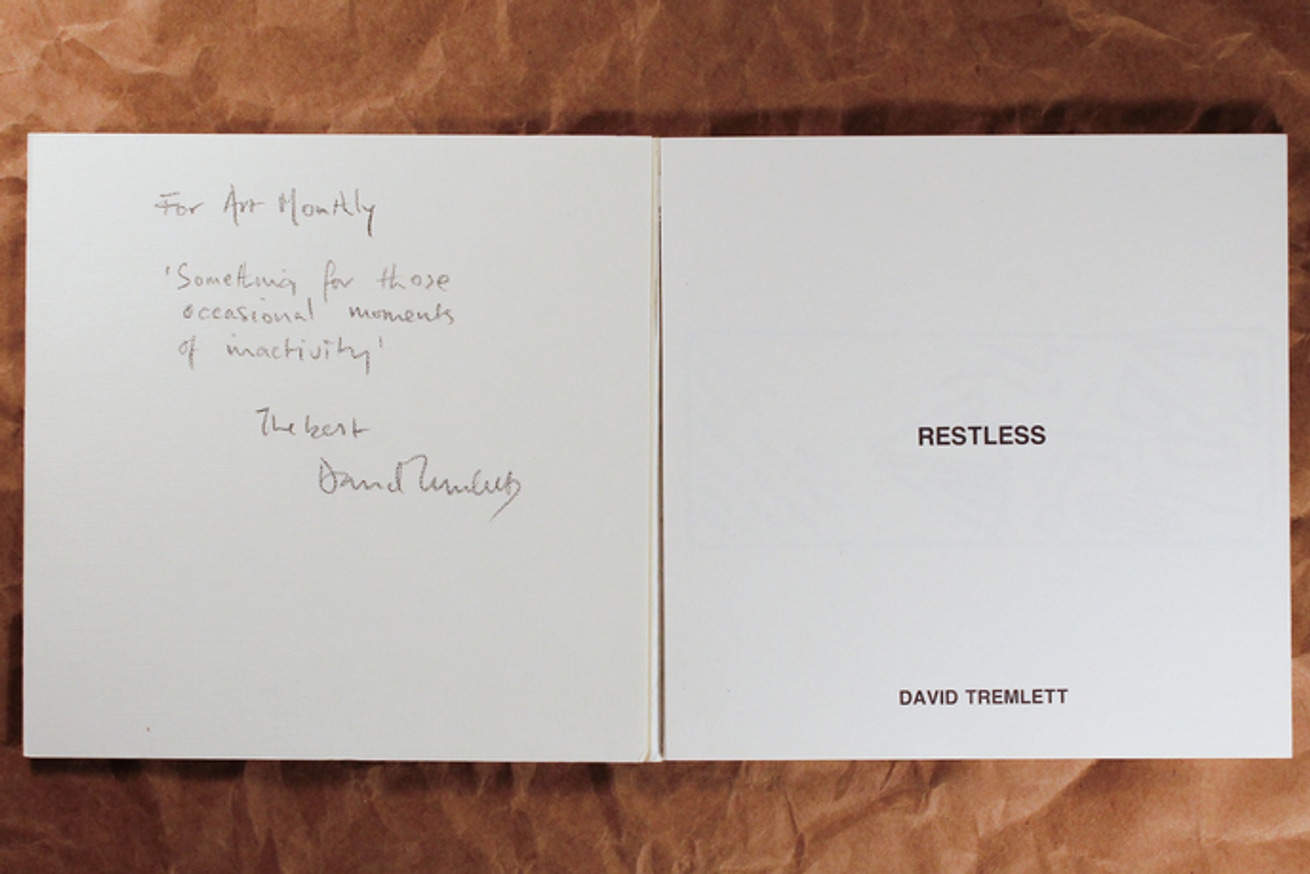 For Art Monthly
'Something for those
occasional moments
of inactivity'
The best
David Tremlett
RESTLESS
DAVID TREMLETT